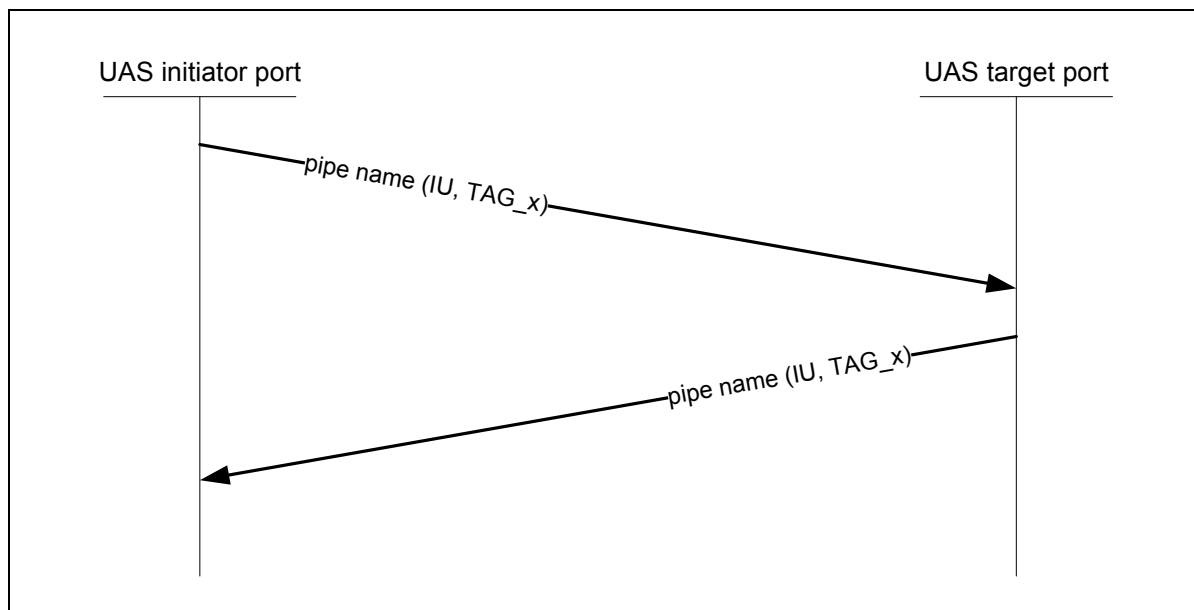 UAS initiator port
UAS target port
pipe name (IU, TAG_x)
pipe name (IU, TAG_x)